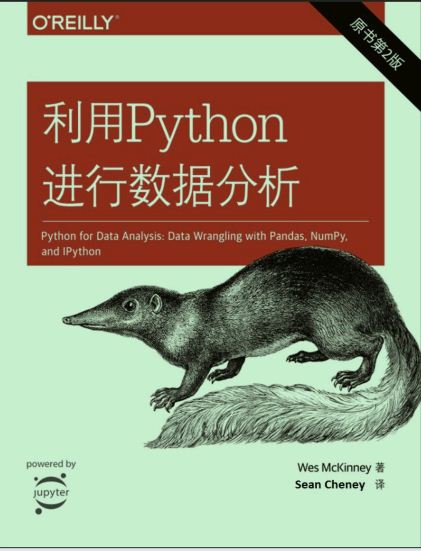 O'REILLY®
原书第2版
利用Python
进行数据分析
Python for Data Analysis: Data Wrangling with Pandas, NumPy,
and IPython
powered by
jupyter
Wes McKinney 著
Sean Cheney 译